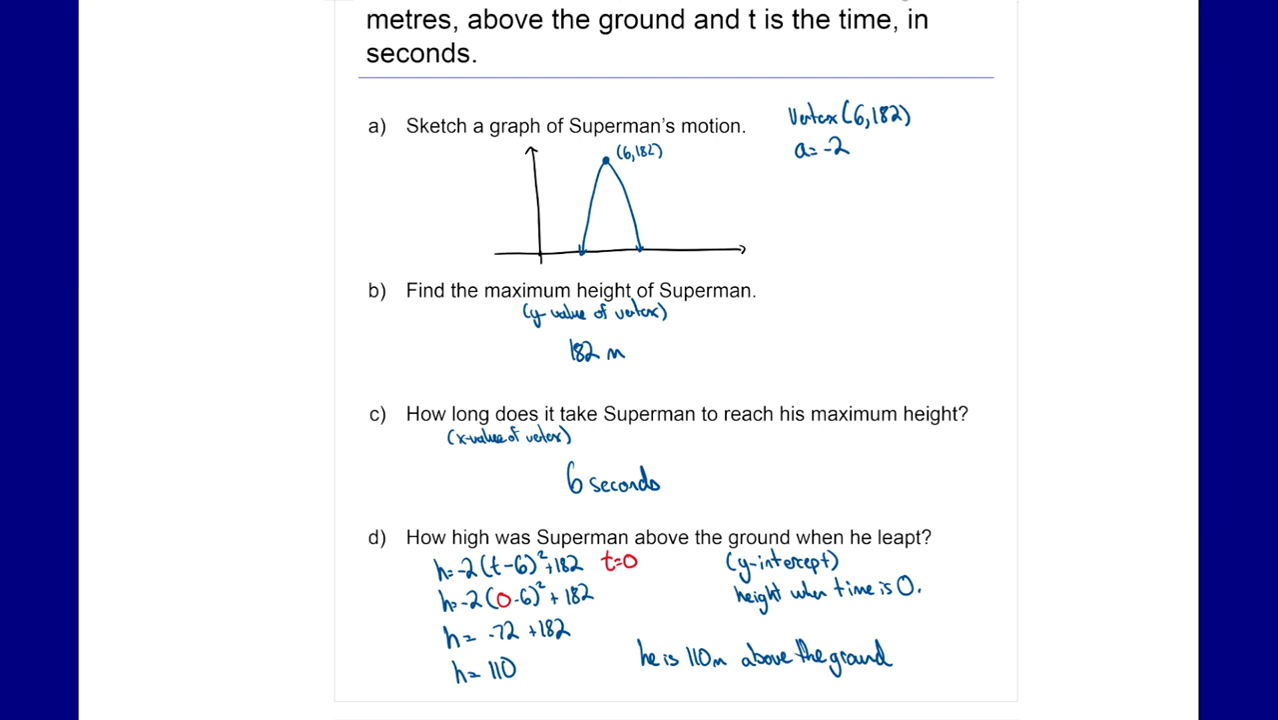 metres, above the ground and t is the time, in
seconds.
Vertex (6,182)
a) Sketch a graph of Superman's motion.
a= -2
(6,182)
b) Find the maximum height of Superman.
(y-value of vertex)
182 m
c) How long does it take Superman to reach his maximum height?
(x-value of vertex)
6 seconds
d) How high was Superman above the ground when he leapt?
h= -2(t-6)²+182 t=0
(y-intercept)
h= -2(0-6)²+182
height when time is 0.
h= -72 +182
he is 110m above the ground
h= 110